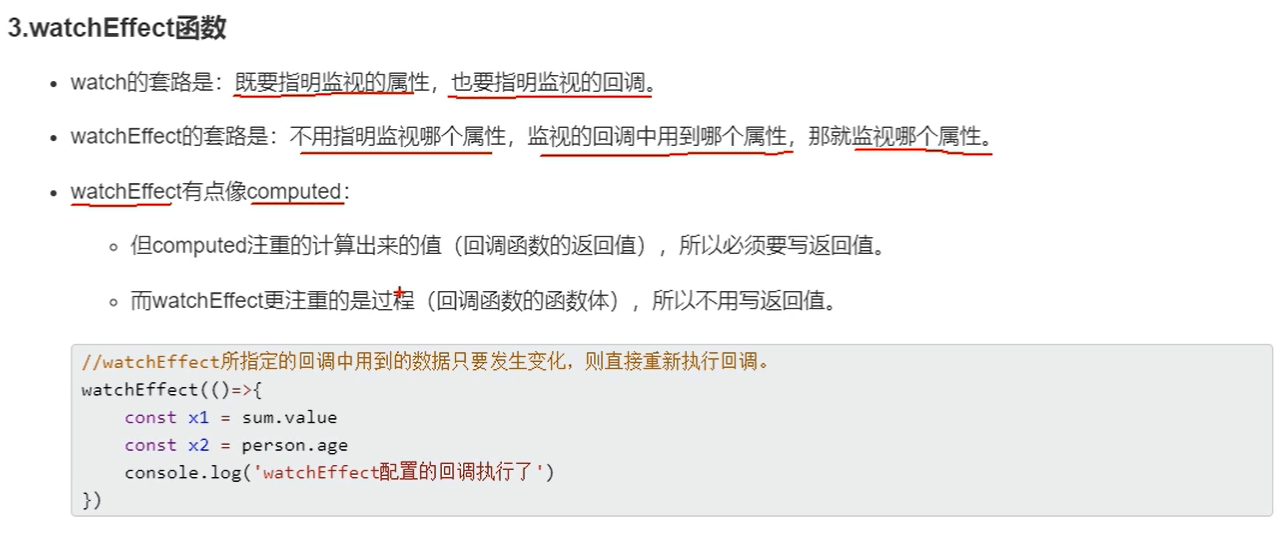 3.watchEffect函数
watch的套路是：既要指明监视的属性，也要指明监视的回调。
watchEffect的套路是：不用指明监视哪个属性，监视的回调中用到哪个属性，那就监视哪个属性。
watchEffect有点像computed：
但computed注重的计算出来的值（回调函数的返回值），所以必须要写返回值。
而watchEffect更注重的是过程（回调函数的函数体），所以不用写返回值。
//watchEffect所指定的回调中用到的数据只要发生变化，则直接重新执行回调。
watchEffect(()=>{
    const x1 = sum.value
    const x2 = person.age
    console.log('watchEffect配置的回调执行了')
})